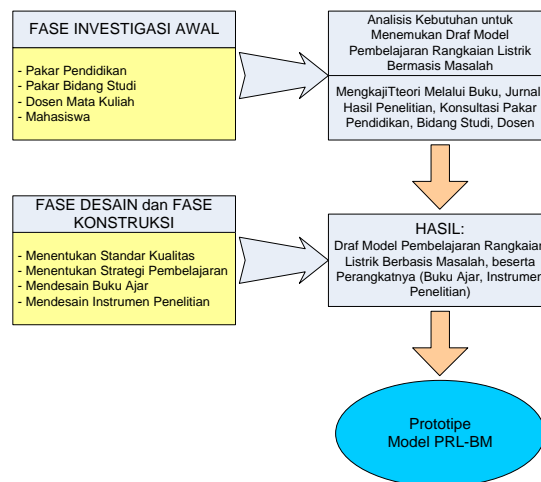 FASE INVESTIGASI AWAL
- Pakar Pendidikan
- Pakar Bidang Studi
- Dosen Mata Kuliah
- Mahasiswa
Analisis Kebutuhan untuk
Menemukan Draf Model
Pembelajaran Rangkaian Listrik
Bermasis Masalah
MengkajiTteori Melalui Buku, Jurnal
Hasil Penelitian, Konsultasi Pakar
Pendidikan, Bidang Studi, Dosen
FASE DESAIN dan FASE
KONSTRUKSI
- Menentukan Standar Kualitas
- Menentukan Strategi Pembelajaran
- Mendesain Buku Ajar
- Mendesain Instrumen Penelitian
HASIL:
Draf Model Pembelajaran Rangkaian
Listrik Berbasis Masalah, beserta
Perangkatnya (Buku Ajar, Instrumen
Penelitian)
Prototipe
Model PRL-BM